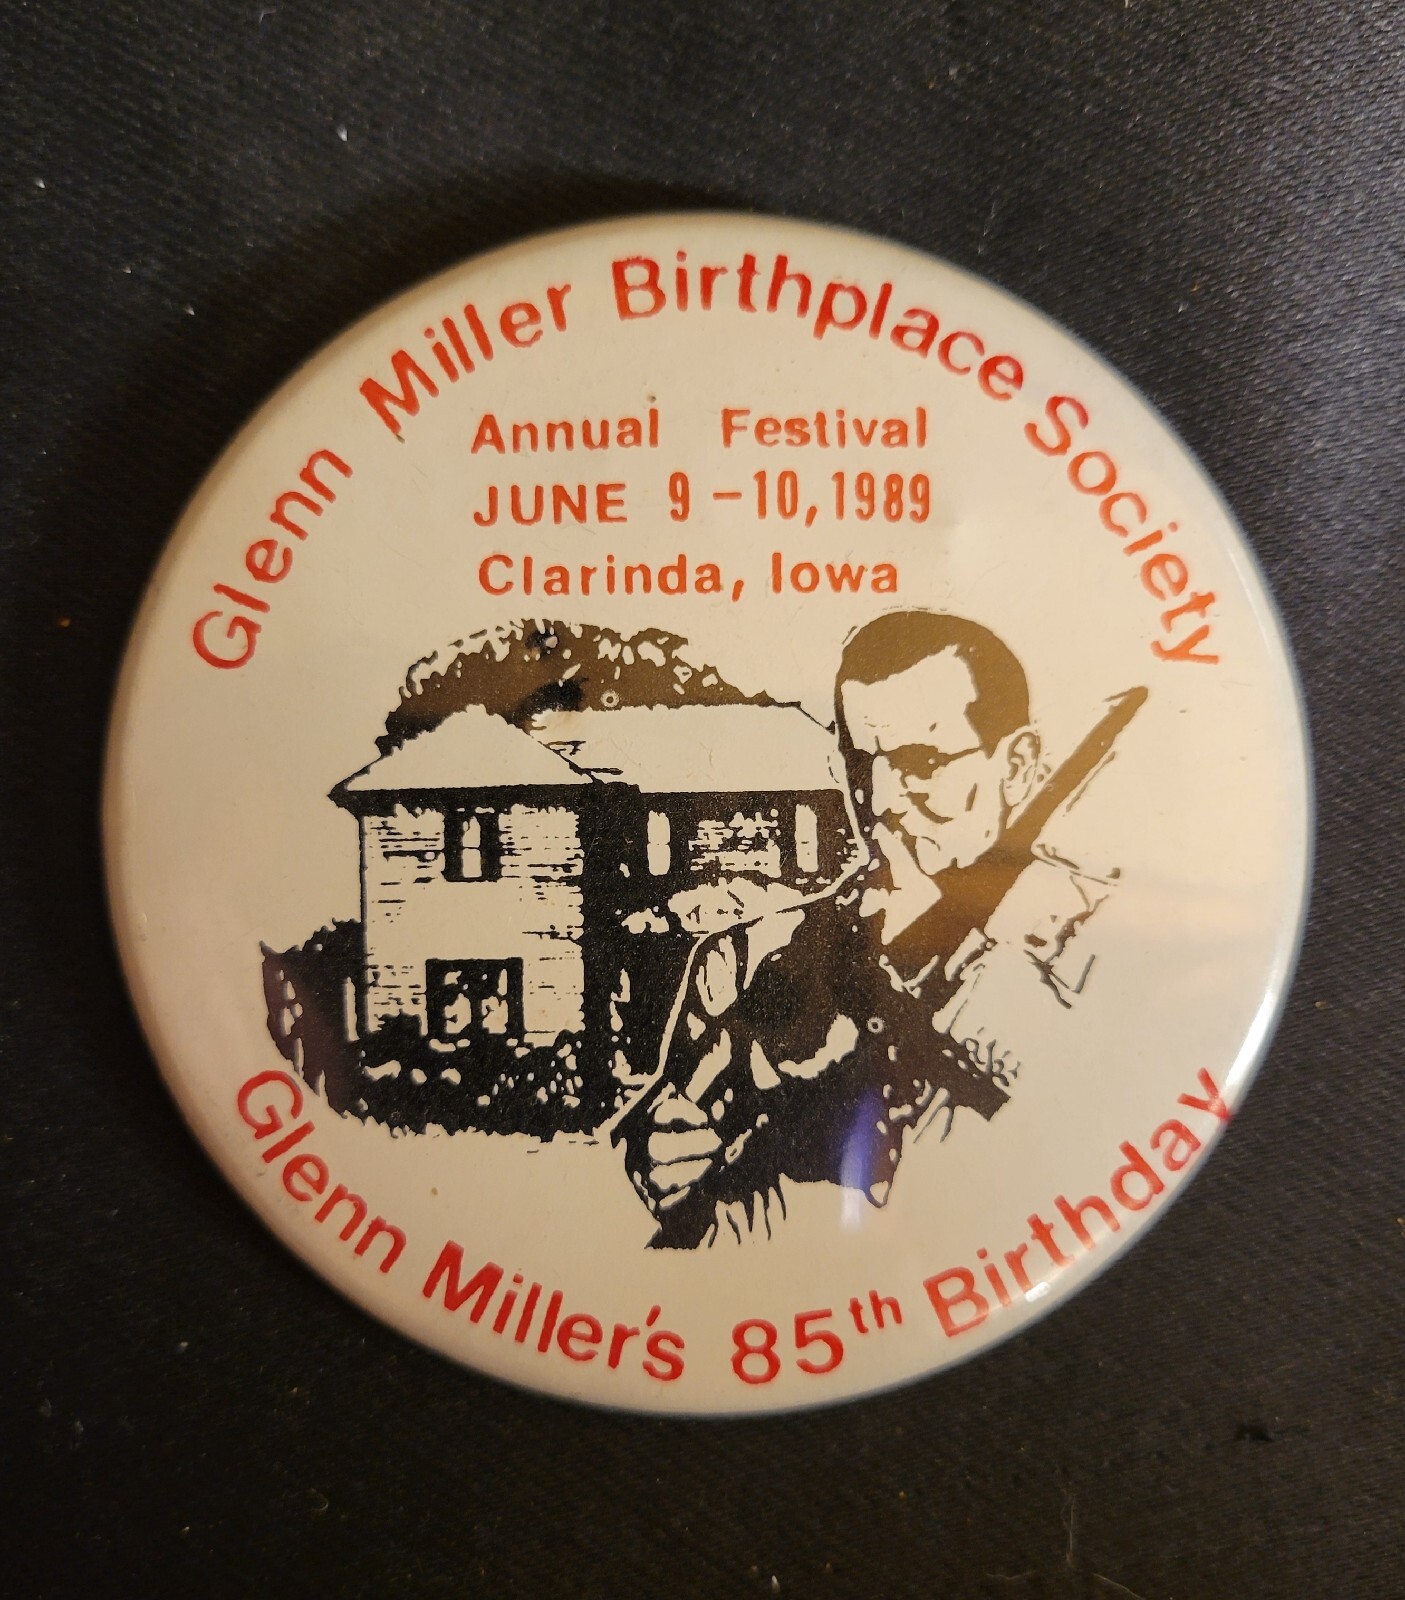 Glenn Miller Birthplace Society
Annual Festival
JUNE 9-10, 1989
Clarinda, Iowa
Glenn Miller's 85th Birthday